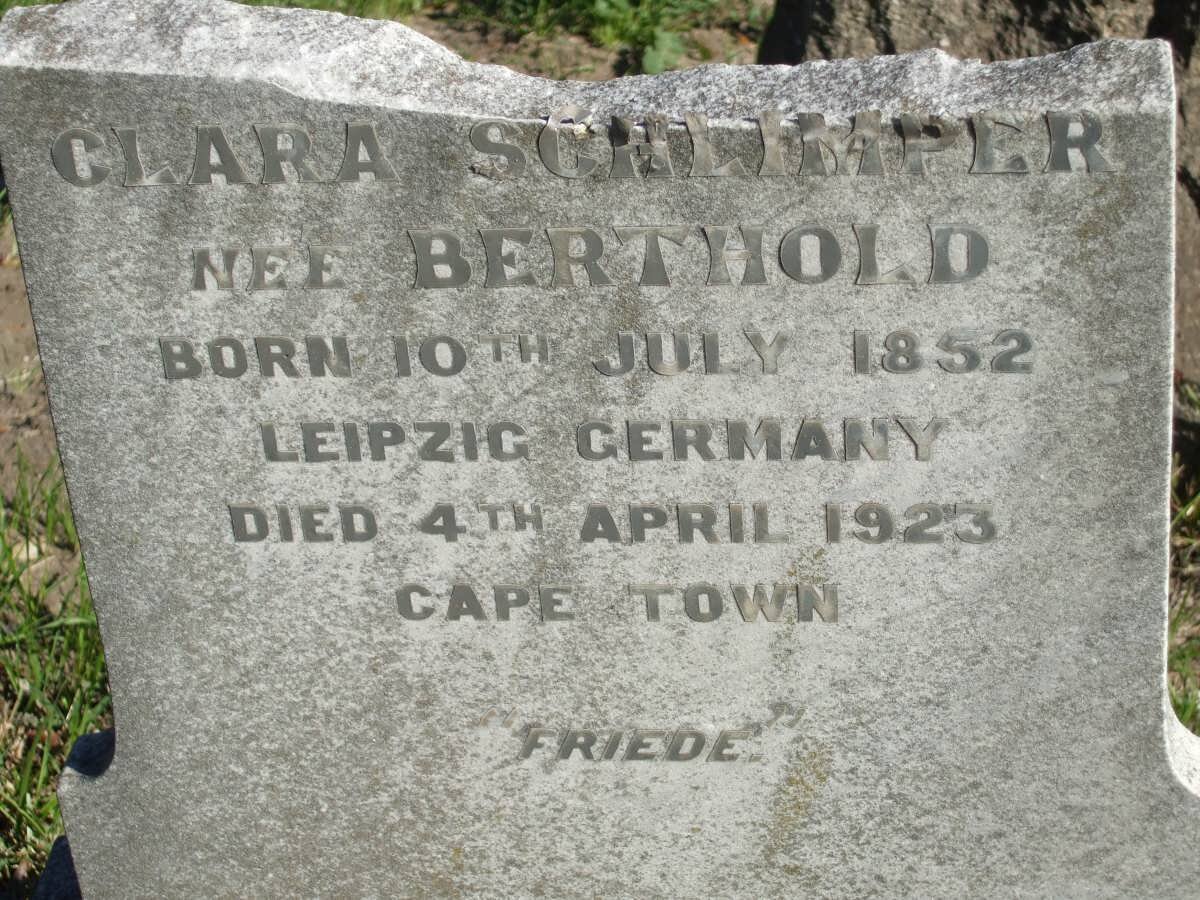 CLARA SCHLIMPER
NEE BERTHOLD
BORN 10TH JULY 1852
LEIPZIG GERMANY
DIED 4TH APRIL 1923
CAPE TOWN
"FRIEDE."